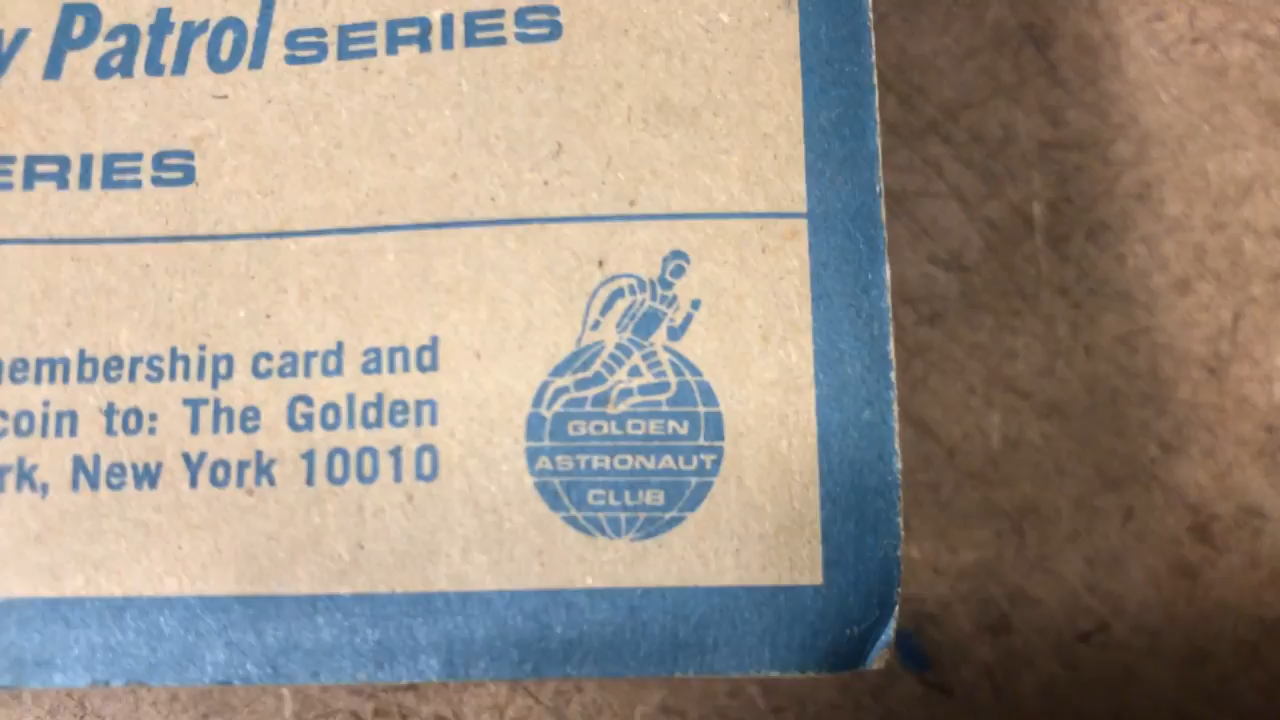 y Patrol SERIES
ERIES
membership card and
coin to: The Golden
rk, New York 10010
GOLDEN
ASTRONAUT
CLUB